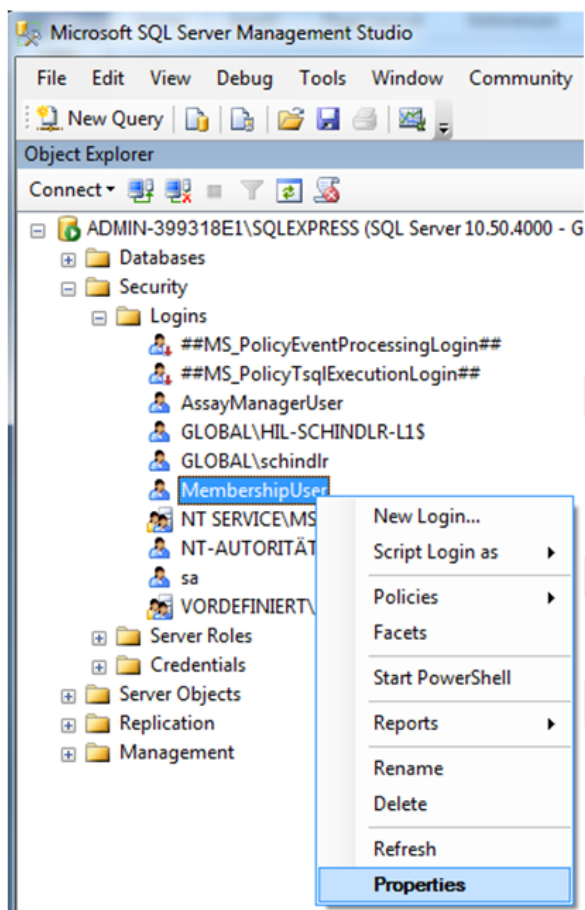 Microsoft SQL Server Management Studio
File Edit View Debug Tools Window Community
New Query
Object Explorer
Connect
ADMIN-399318E1\SQLEXPRESS (SQL Server 10.50.4000 - G
Databases
Security
Logins
##MS_PolicyEventProcessingLogin##
##MS_PolicyTsqlExecutionLogin##
AssayManagerUser
GLOBAL\HIL-SCHINDLR-L1$
GLOBAL\schindlr
MembershipUser
NT SERVICE\MS
NT-AUTORITÄT
sa
VORDEFINIERT\
Server Roles
Credentials
Server Objects
Replication
Management
New Login...
Script Login as
Policies
Facets
Start PowerShell
Reports
Rename
Delete
Refresh
Properties